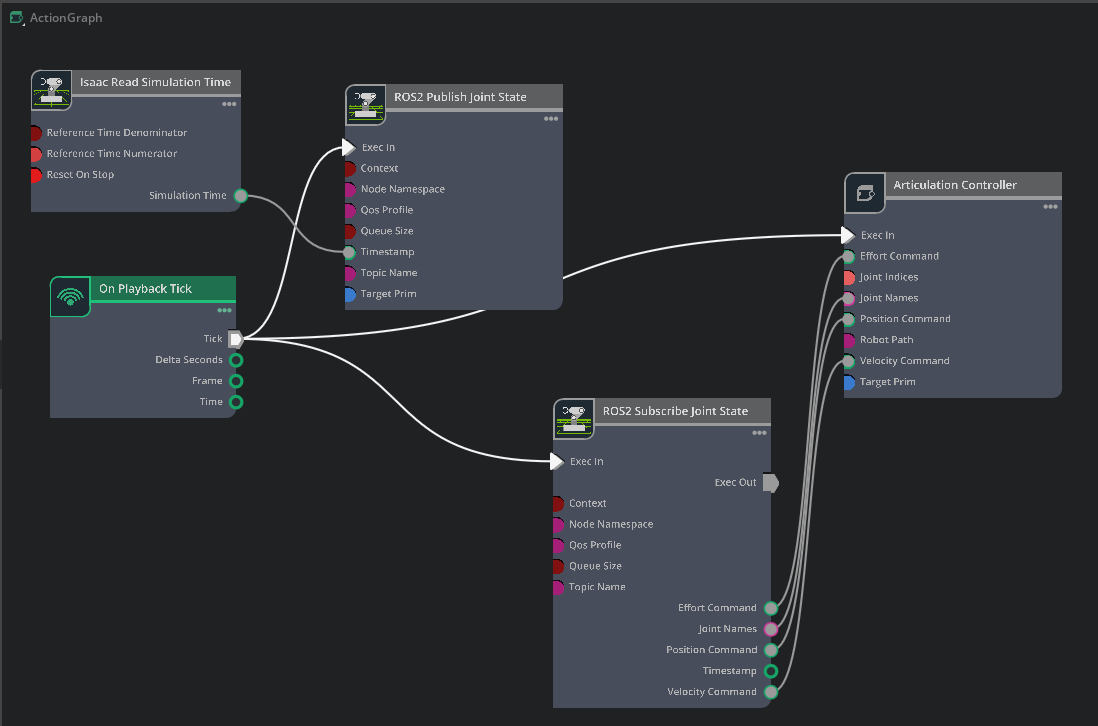 ActionGraph
Isaac Read Simulation Time
Reference Time Denominator
Reference Time Numerator
Reset On Stop
Simulation Time
ROS2 Publish Joint State
Exec In
Context
Node Namespace
Qos Profile
Queue Size
Timestamp
Topic Name
Target Prim
On Playback Tick
Tick
Delta Seconds
Frame
Time
Articulation Controller
Exec In
Effort Command
Joint Indices
Joint Names
Position Command
Robot Path
Velocity Command
Target Prim
ROS2 Subscribe Joint State
Exec In
Exec Out
Context
Node Namespace
Qos Profile
Queue Size
Topic Name
Effort Command
Joint Names
Position Command
Timestamp
Velocity Command